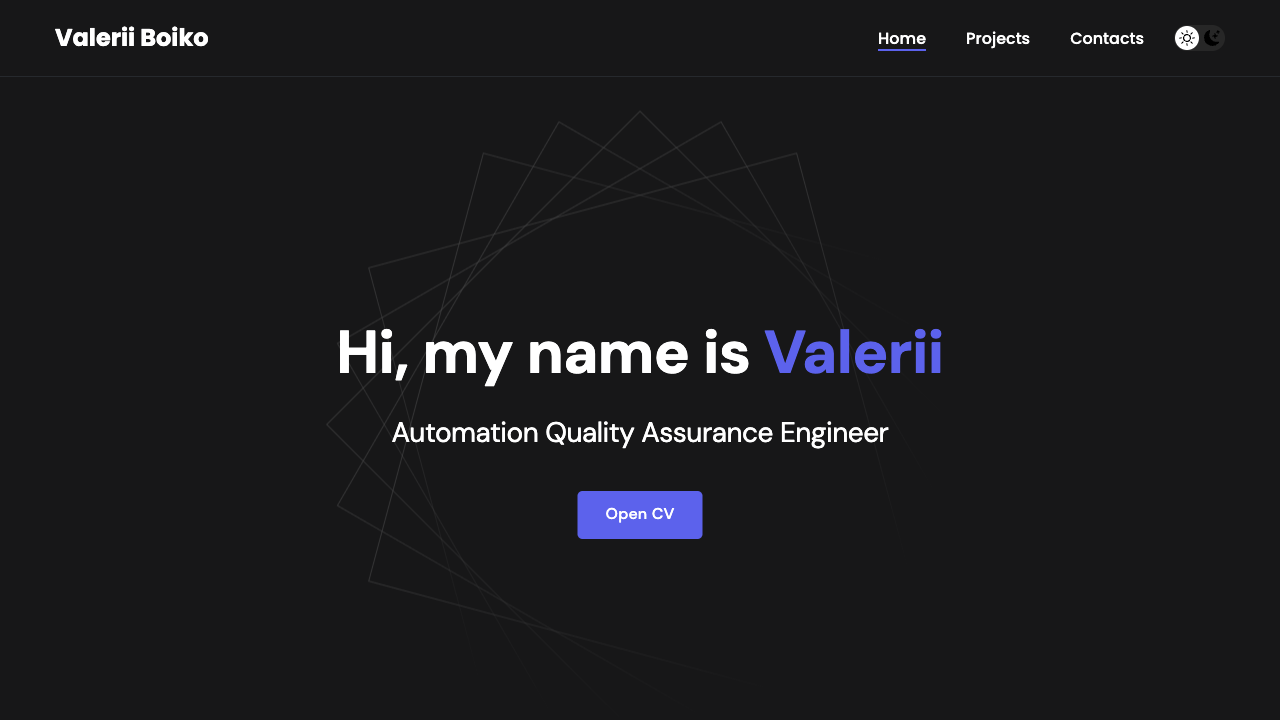 Valerii Boiko
Home
Projects
Contacts
Hi, my name is Valerii
Automation Quality Assurance Engineer
Open CV